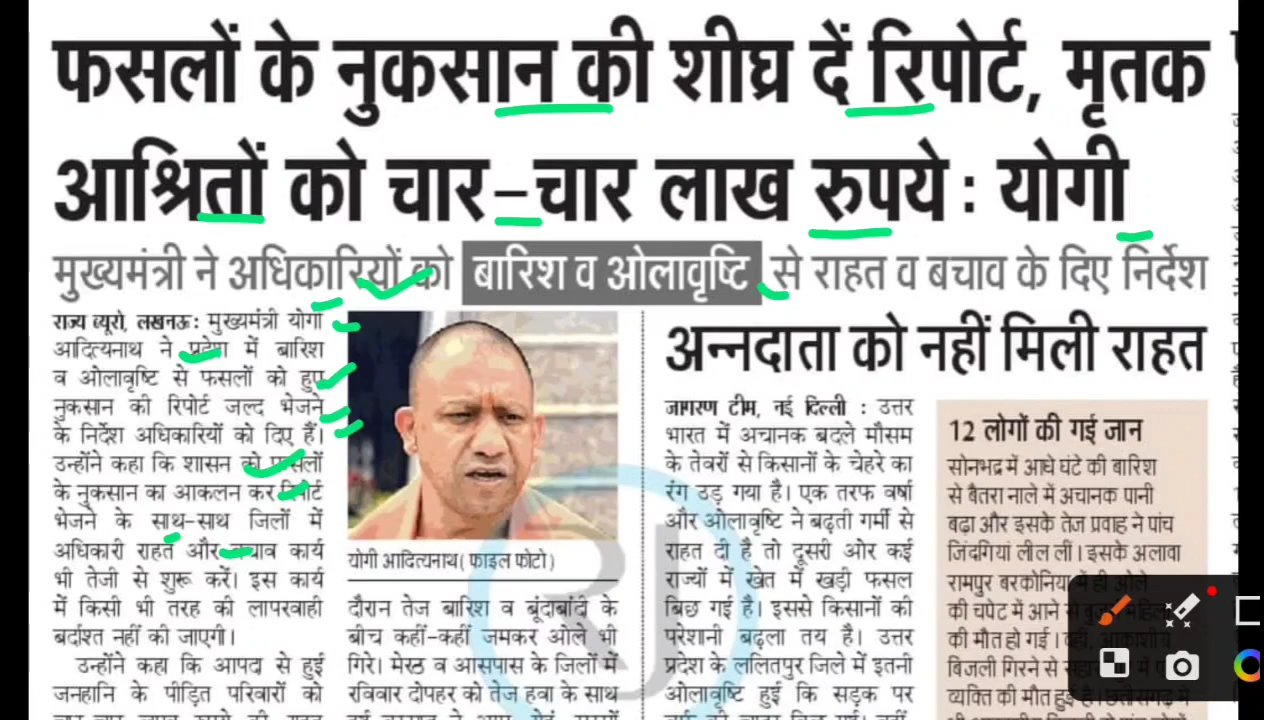 फसलों के नुकसान की शीघ्र दें रिपोर्ट, मृतक
आश्रितों को चार-चार लाख रुपये : योगी
मुख्यमंत्री ने अधिकारियों को बारिश व ओलावृष्टि से राहत व बचाव के दिए निर्देश
राज्य ब्यूरो, लखनऊ: मुख्यमंत्री योगी
आदित्यनाथ ने प्रदेश में बारिश
व ओलावृष्टि से फसलों को हुए
नुकसान की रिपोर्ट जल्द भेजने
के निर्देश अधिकारियों को दिए हैं।
उन्होंने कहा कि शासन को फसलों
के नुकसान का आकलन कर रिपोर्ट
भेजने के साथ-साथ जिलों में
अधिकारी राहत और बचाव कार्य
भी तेजी से शुरू करें। इस कार्य
में किसी भी तरह की लापरवाही
बर्दाश्त नहीं की जाएगी।
उन्होंने कहा कि आपदा से हुई
जनहानि के पीड़ित परिवारों को
योगी आदित्यनाथ( फाइल फोटो)
दौरान तेज बारिश व बूंदाबांदी के
बीच कहीं-कहीं जमकर ओले भी
गिरे। मेरठ व आसपास के जिलों में
रविवार दोपहर को तेज हवा के साथ
अन्नदाता को नहीं मिली राहत
जागरण टीम, नई दिल्ली : उत्तर
भारत में अचानक बदले मौसम
के तेवरों से किसानों के चेहरे का
रंग उड़ गया है। एक तरफ वर्षा
और ओलावृष्टि ने बढ़ती गर्मी से
राहत दी है तो दूसरी ओर कई
राज्यों में खेत में खड़ी फसल
बिछ गई है। इससे किसानों की
परेशानी बढ़ला तय है। उत्तर
प्रदेश के ललितपुर जिले में इतनी
ओलावृष्टि हुई कि सड़क पर
12 लोगों की गई जान
सोनभद्र में आधे घंटे की बारिश
से बैतरा नाले में अचानक पानी
बढ़ा और इसके तेज प्रवाह ने पांच
जिंदगियां लील लीं। इसके अलावा
रामपुर बरकोनिया में ही ओले
की चपेट में आने से
की मौत हो गई।
बिजली गिरने से
व्यक्ति की मौत हुई है।